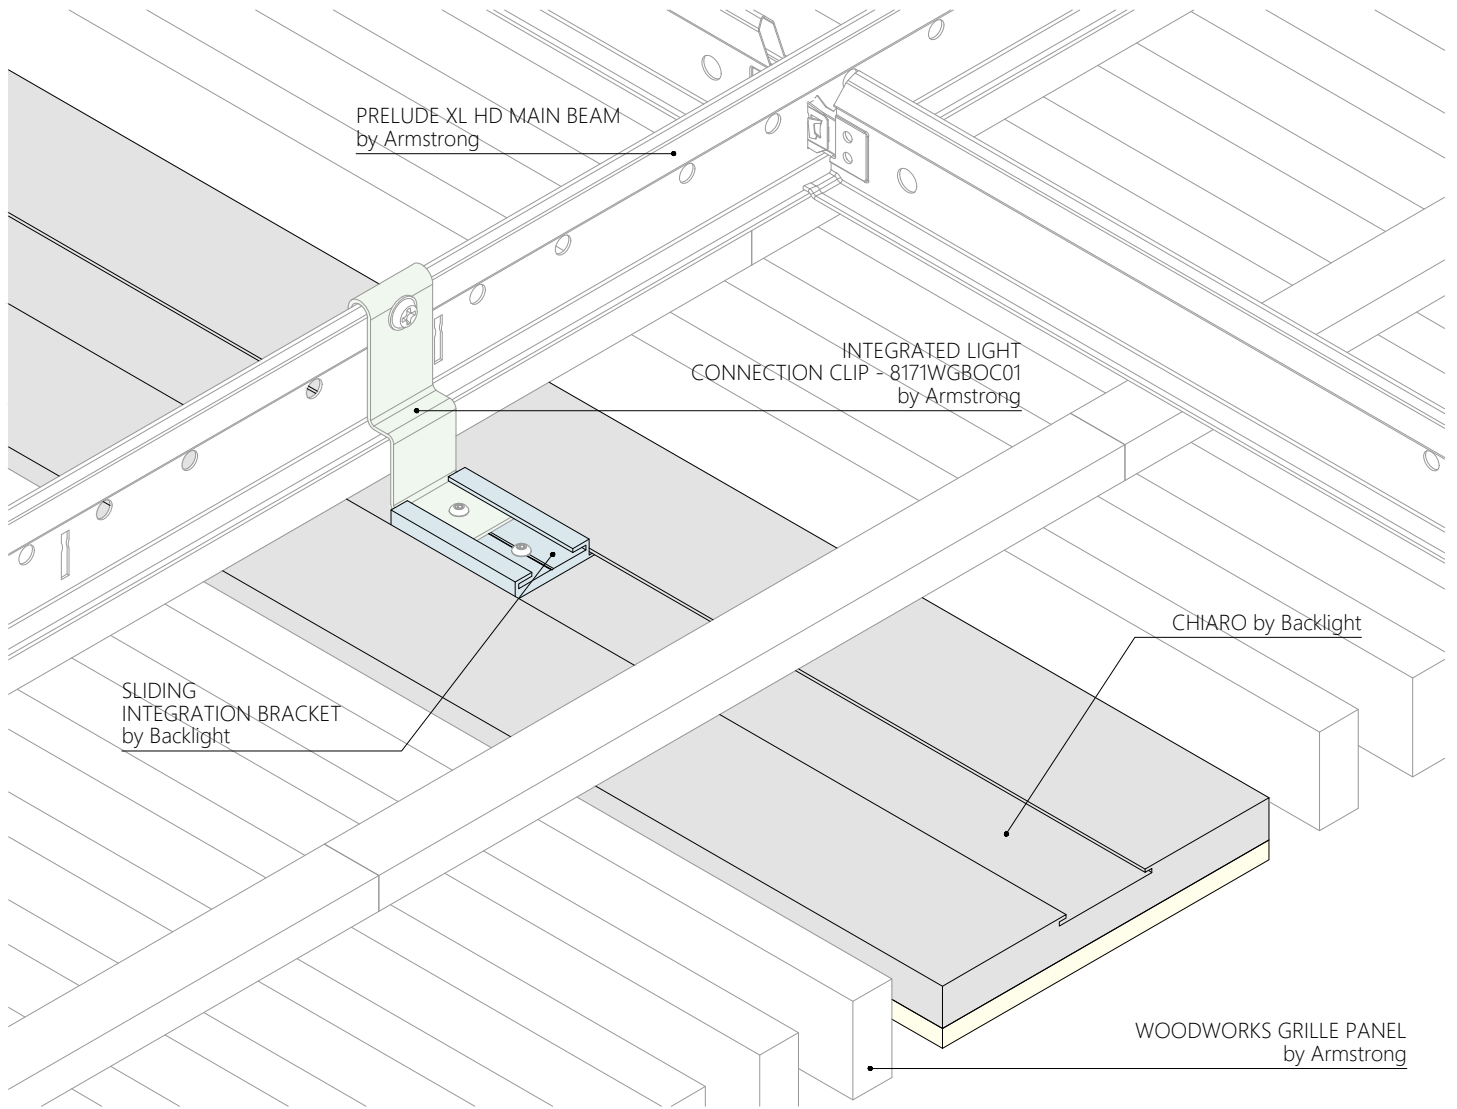 PRELUDE XL HD MAIN BEAM
by Armstrong
INTEGRATED LIGHT
CONNECTION CLIP - 8171WGBOC01
by Armstrong
CHIARO by Backlight
SLIDING
INTEGRATION BRACKET
by Backlight
WOODWORKS GRILLE PANEL
by Armstrong